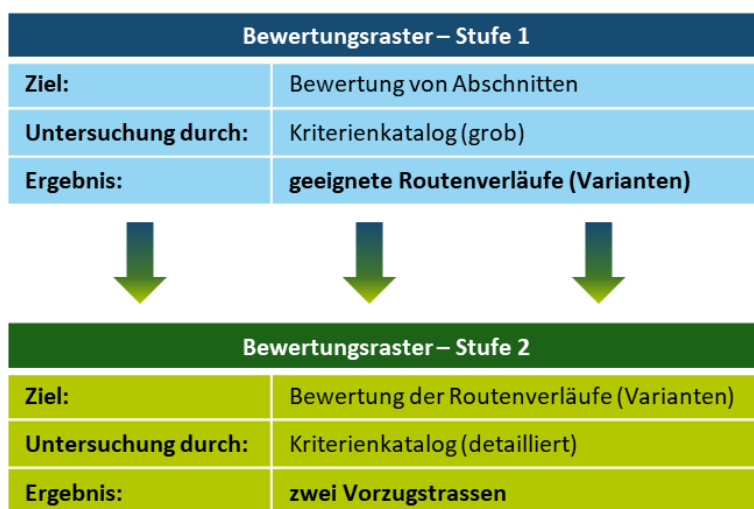 Bewertungsraster – Stufe 1
Ziel: Bewertung von Abschnitten
Untersuchung durch: Kriterienkatalog (grob)
Ergebnis: geeignete Routenverläufe (Varianten)
Bewertungsraster – Stufe 2
Ziel: Bewertung der Routenverläufe (Varianten)
Untersuchung durch: Kriterienkatalog (detailliert)
Ergebnis: zwei Vorzugstrassen